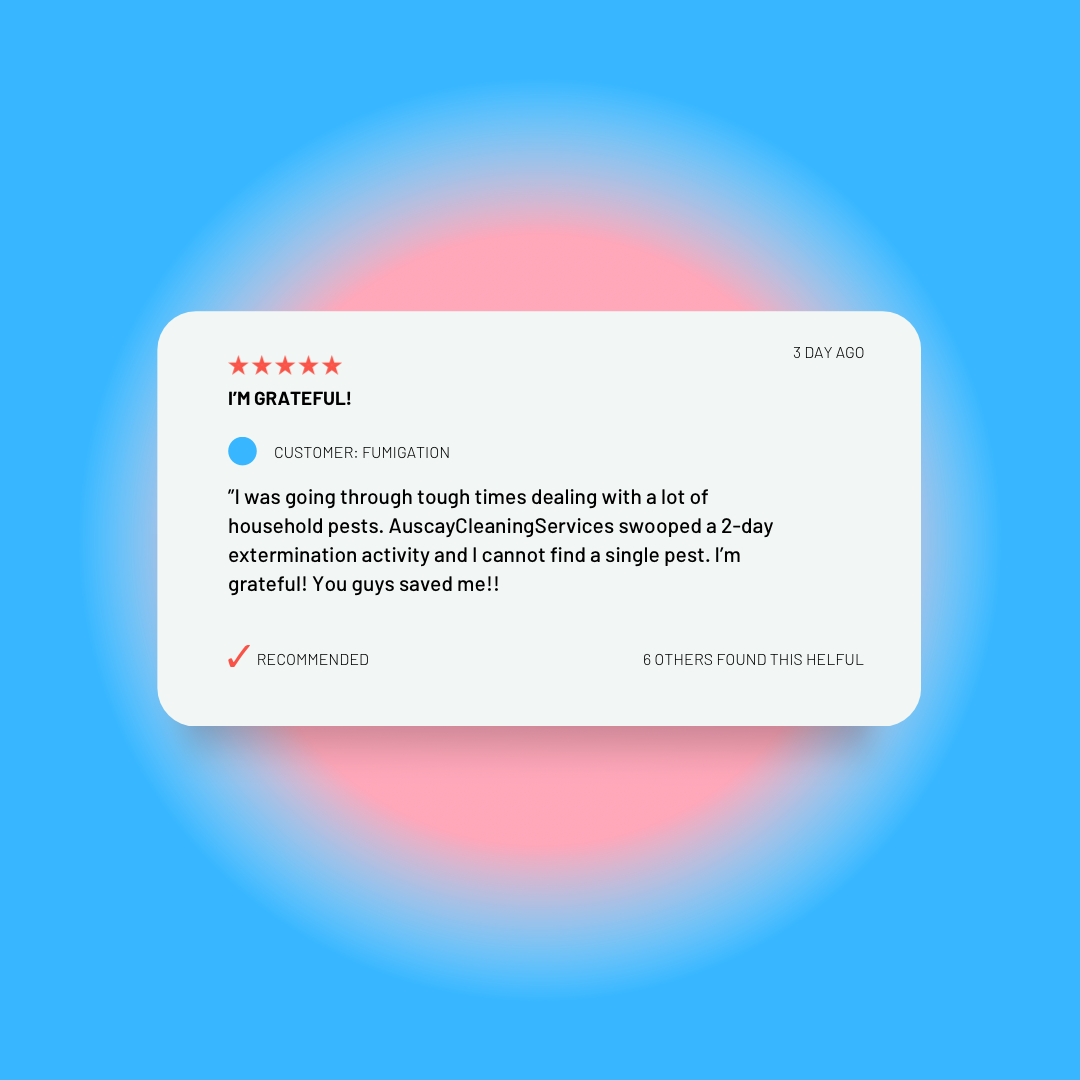 3 DAY AGO
★★★★★
I'M GRATEFUL!
CUSTOMER: FUMIGATION
"I was going through tough times dealing with a lot of
household pests. AuscayCleaningServices swooped a 2-day
extermination activity and I cannot find a single pest. I'm
grateful! You guys saved me!!
✓ RECOMMENDED
6 OTHERS FOUND THIS HELFUL